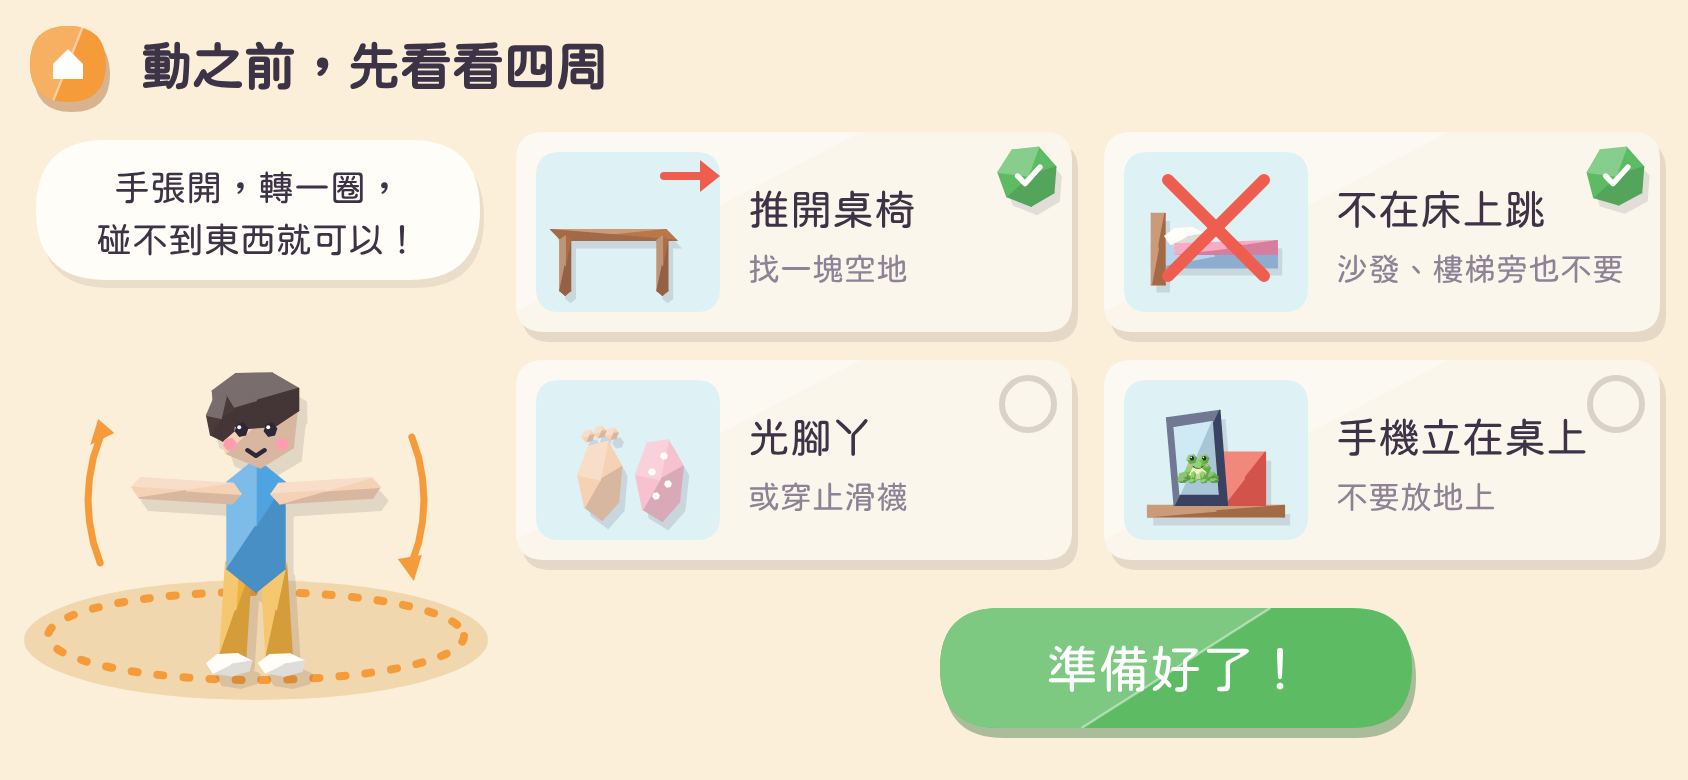 動之前，先看看四周
手張開，轉一圈，
碰不到東西就可以！
推開桌椅
找一塊空地
不在床上跳
沙發、樓梯旁也不要
光腳丫
或穿止滑襪
手機立在桌上
不要放地上
準備好了！